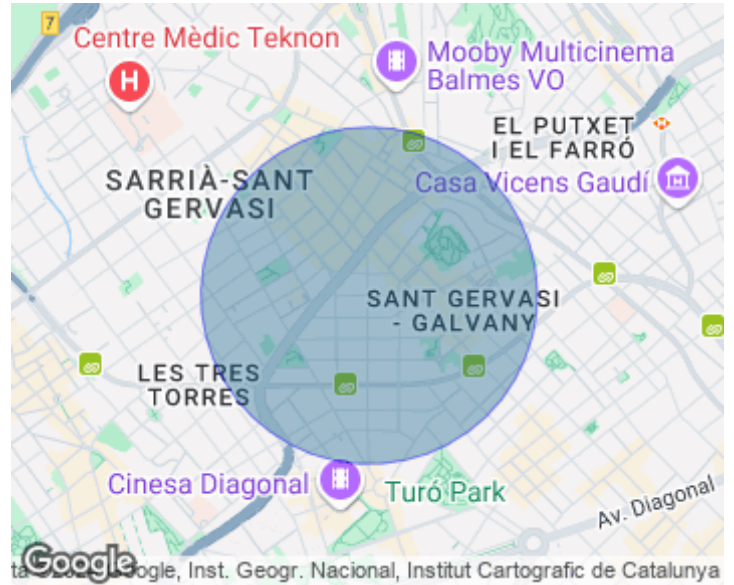 7
Centre Mèdic Teknon
H
Mooby Multicinema
Balmes VO
EL PUTXET
I EL FARRÓ
SARRIÀ-SANT
GERVASI
Casa Vicens Gaudí
SANT GERVASI
- GALVANY
LES TRES
TORRES
Cinesa Diagonal
Turó Park
Av. Diagonal
Google
Google, Inst. Geogr. Nacional, Institut Cartografic de Catalunya